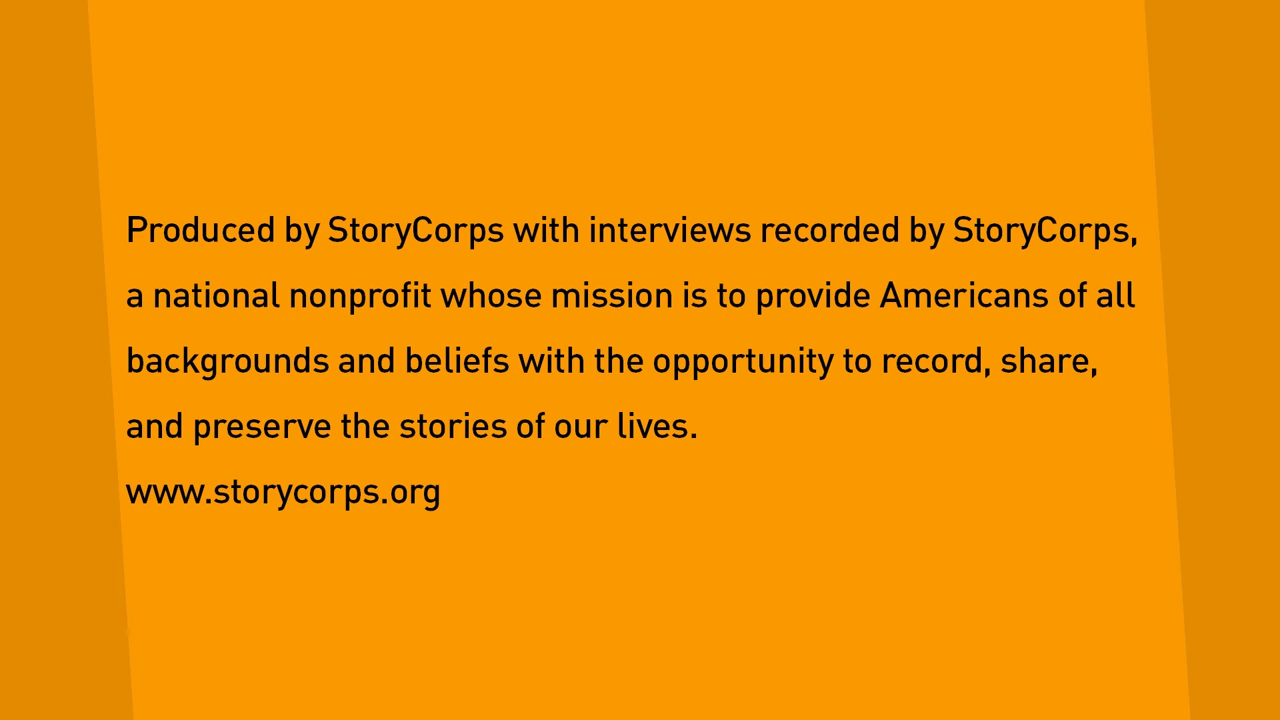 Produced by StoryCorps with interviews recorded by StoryCorps,
a national nonprofit whose mission is to provide Americans of all
backgrounds and beliefs with the opportunity to record, share,
and preserve the stories of our lives.
www.storycorps.org